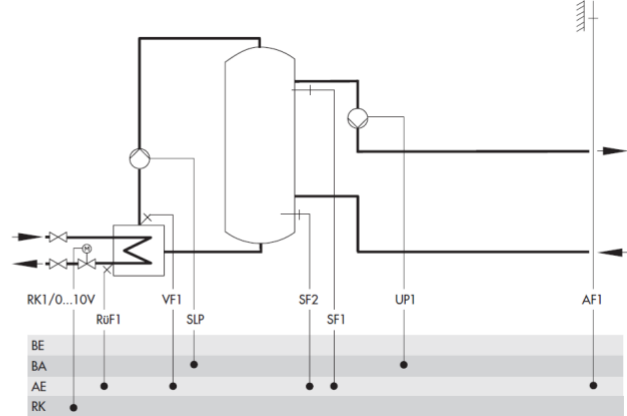 M
RK1/0...10V
VF1
SF2
UP1
AF1
RüF1
SLP
SF1
BE
BA
AE
RK